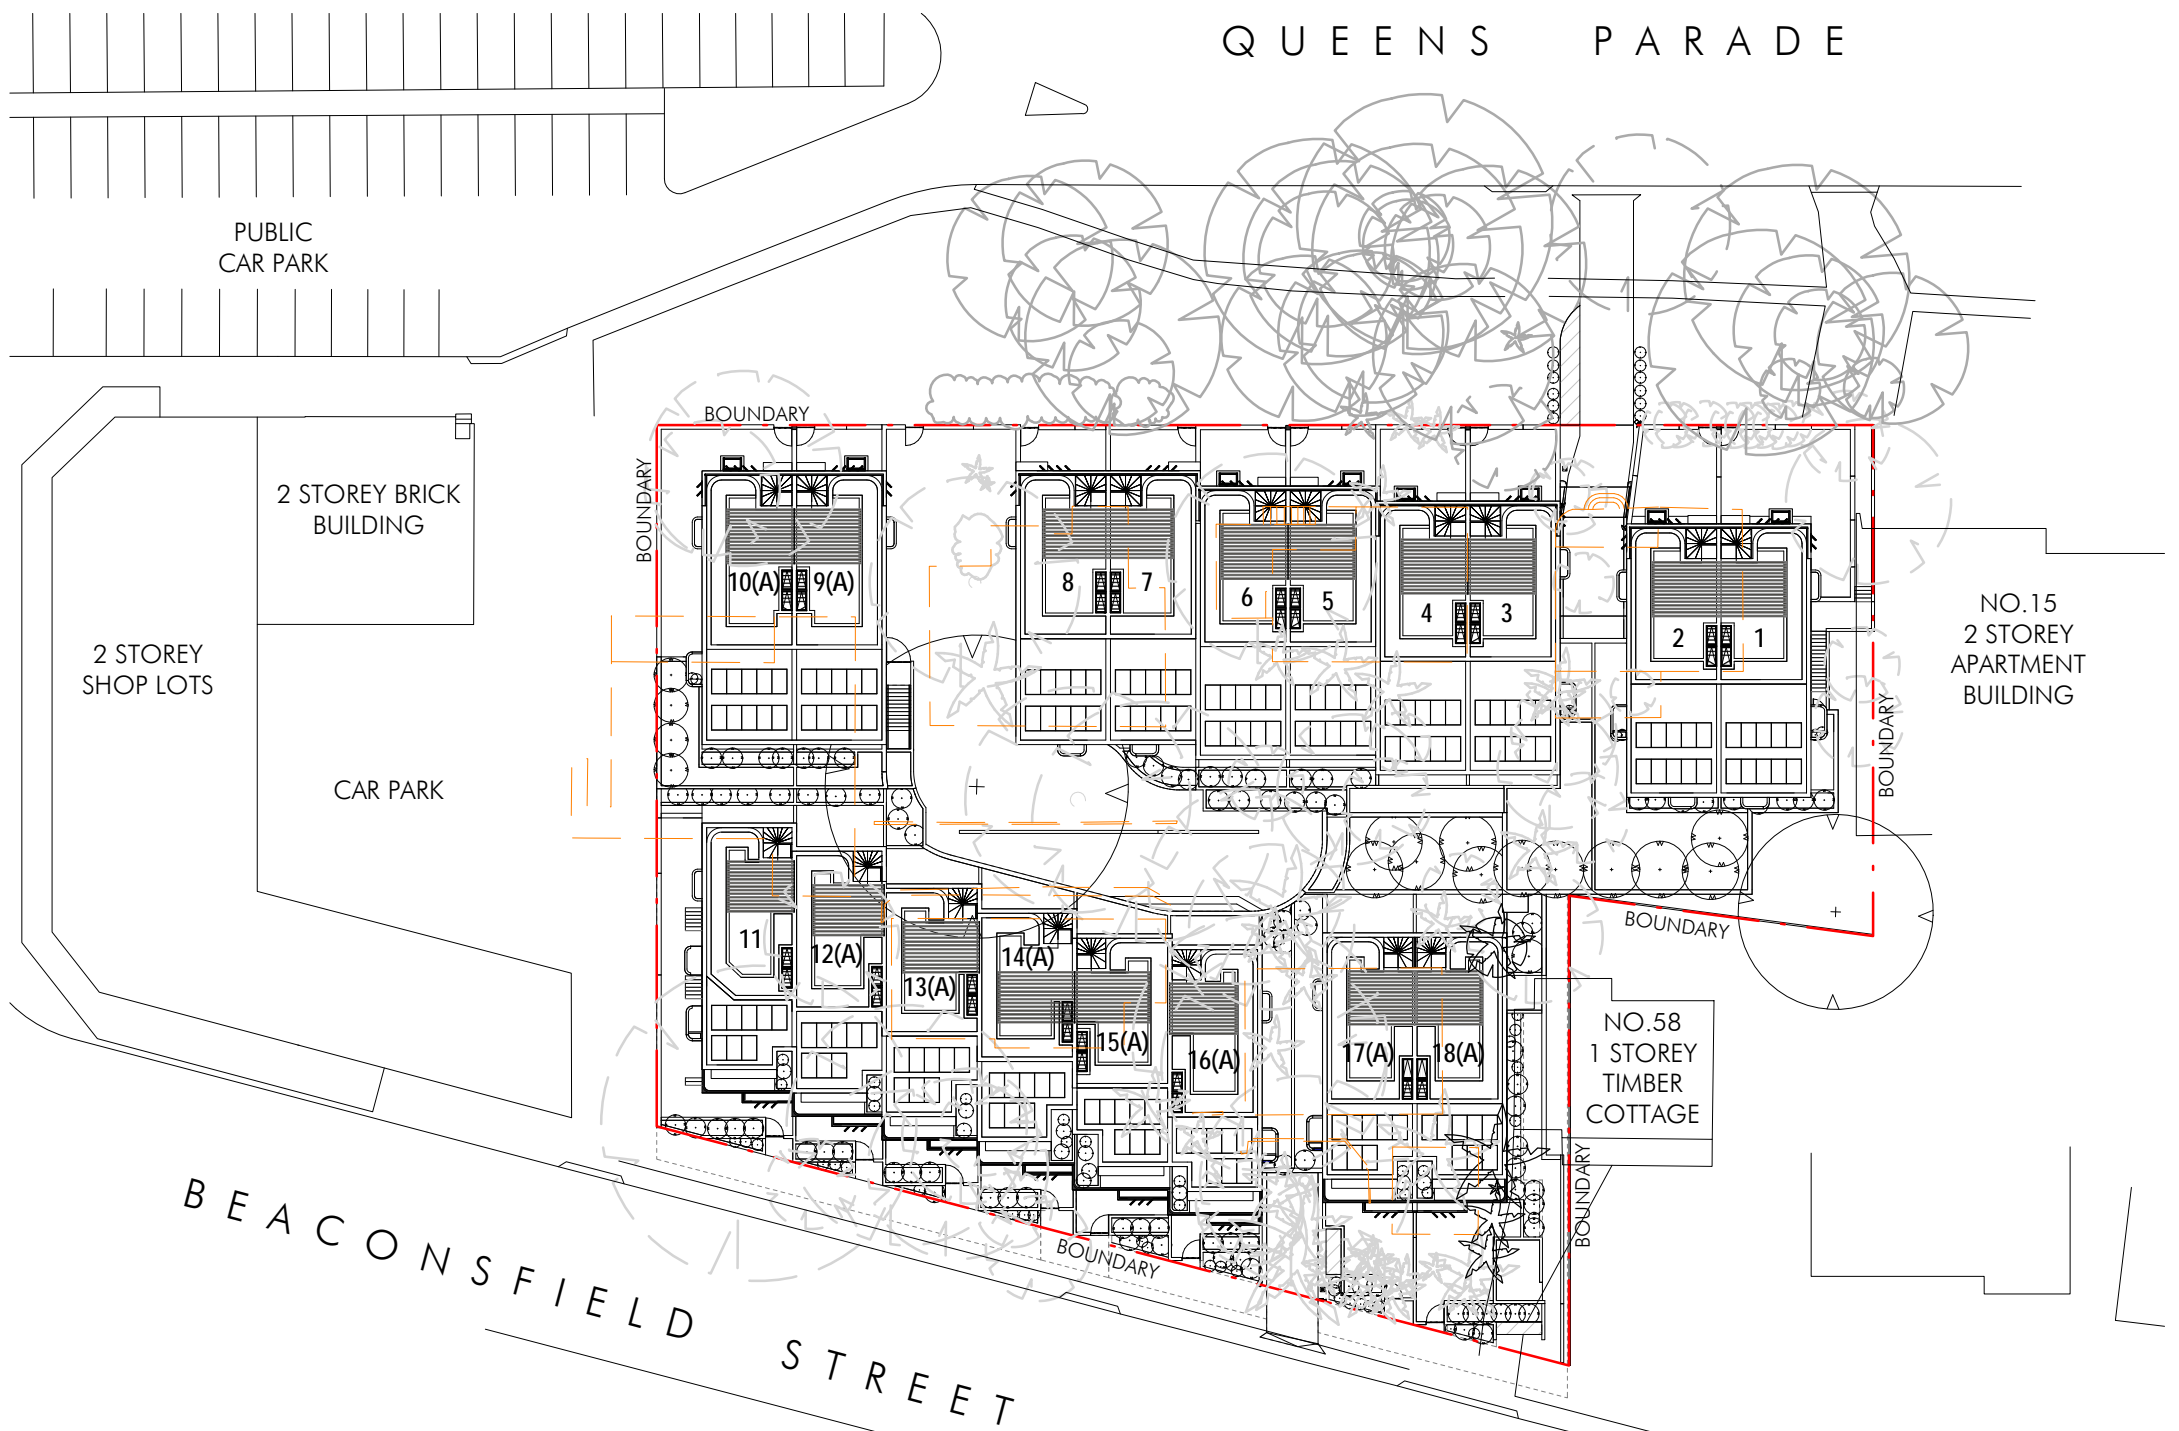 QUEENS PARADE
PUBLIC
CAR PARK
BOUNDARY
BOUNDARY
2 STOREY BRICK
BUILDING
2 STOREY
SHOP LOTS
CAR PARK
10(A)
9(A)
8
7
6
5
4
3
2
1
NO.15
2 STOREY
APARTMENT
BUILDING
BOUNDARY
BOUNDARY
11
12(A)
13(A)
14(A)
15(A)
16(A)
17(A)
18(A)
NO.58
1 STOREY
TIMBER
COTTAGE
BOUNDARY
BOUNDARY
BEACONSFIELD STREET